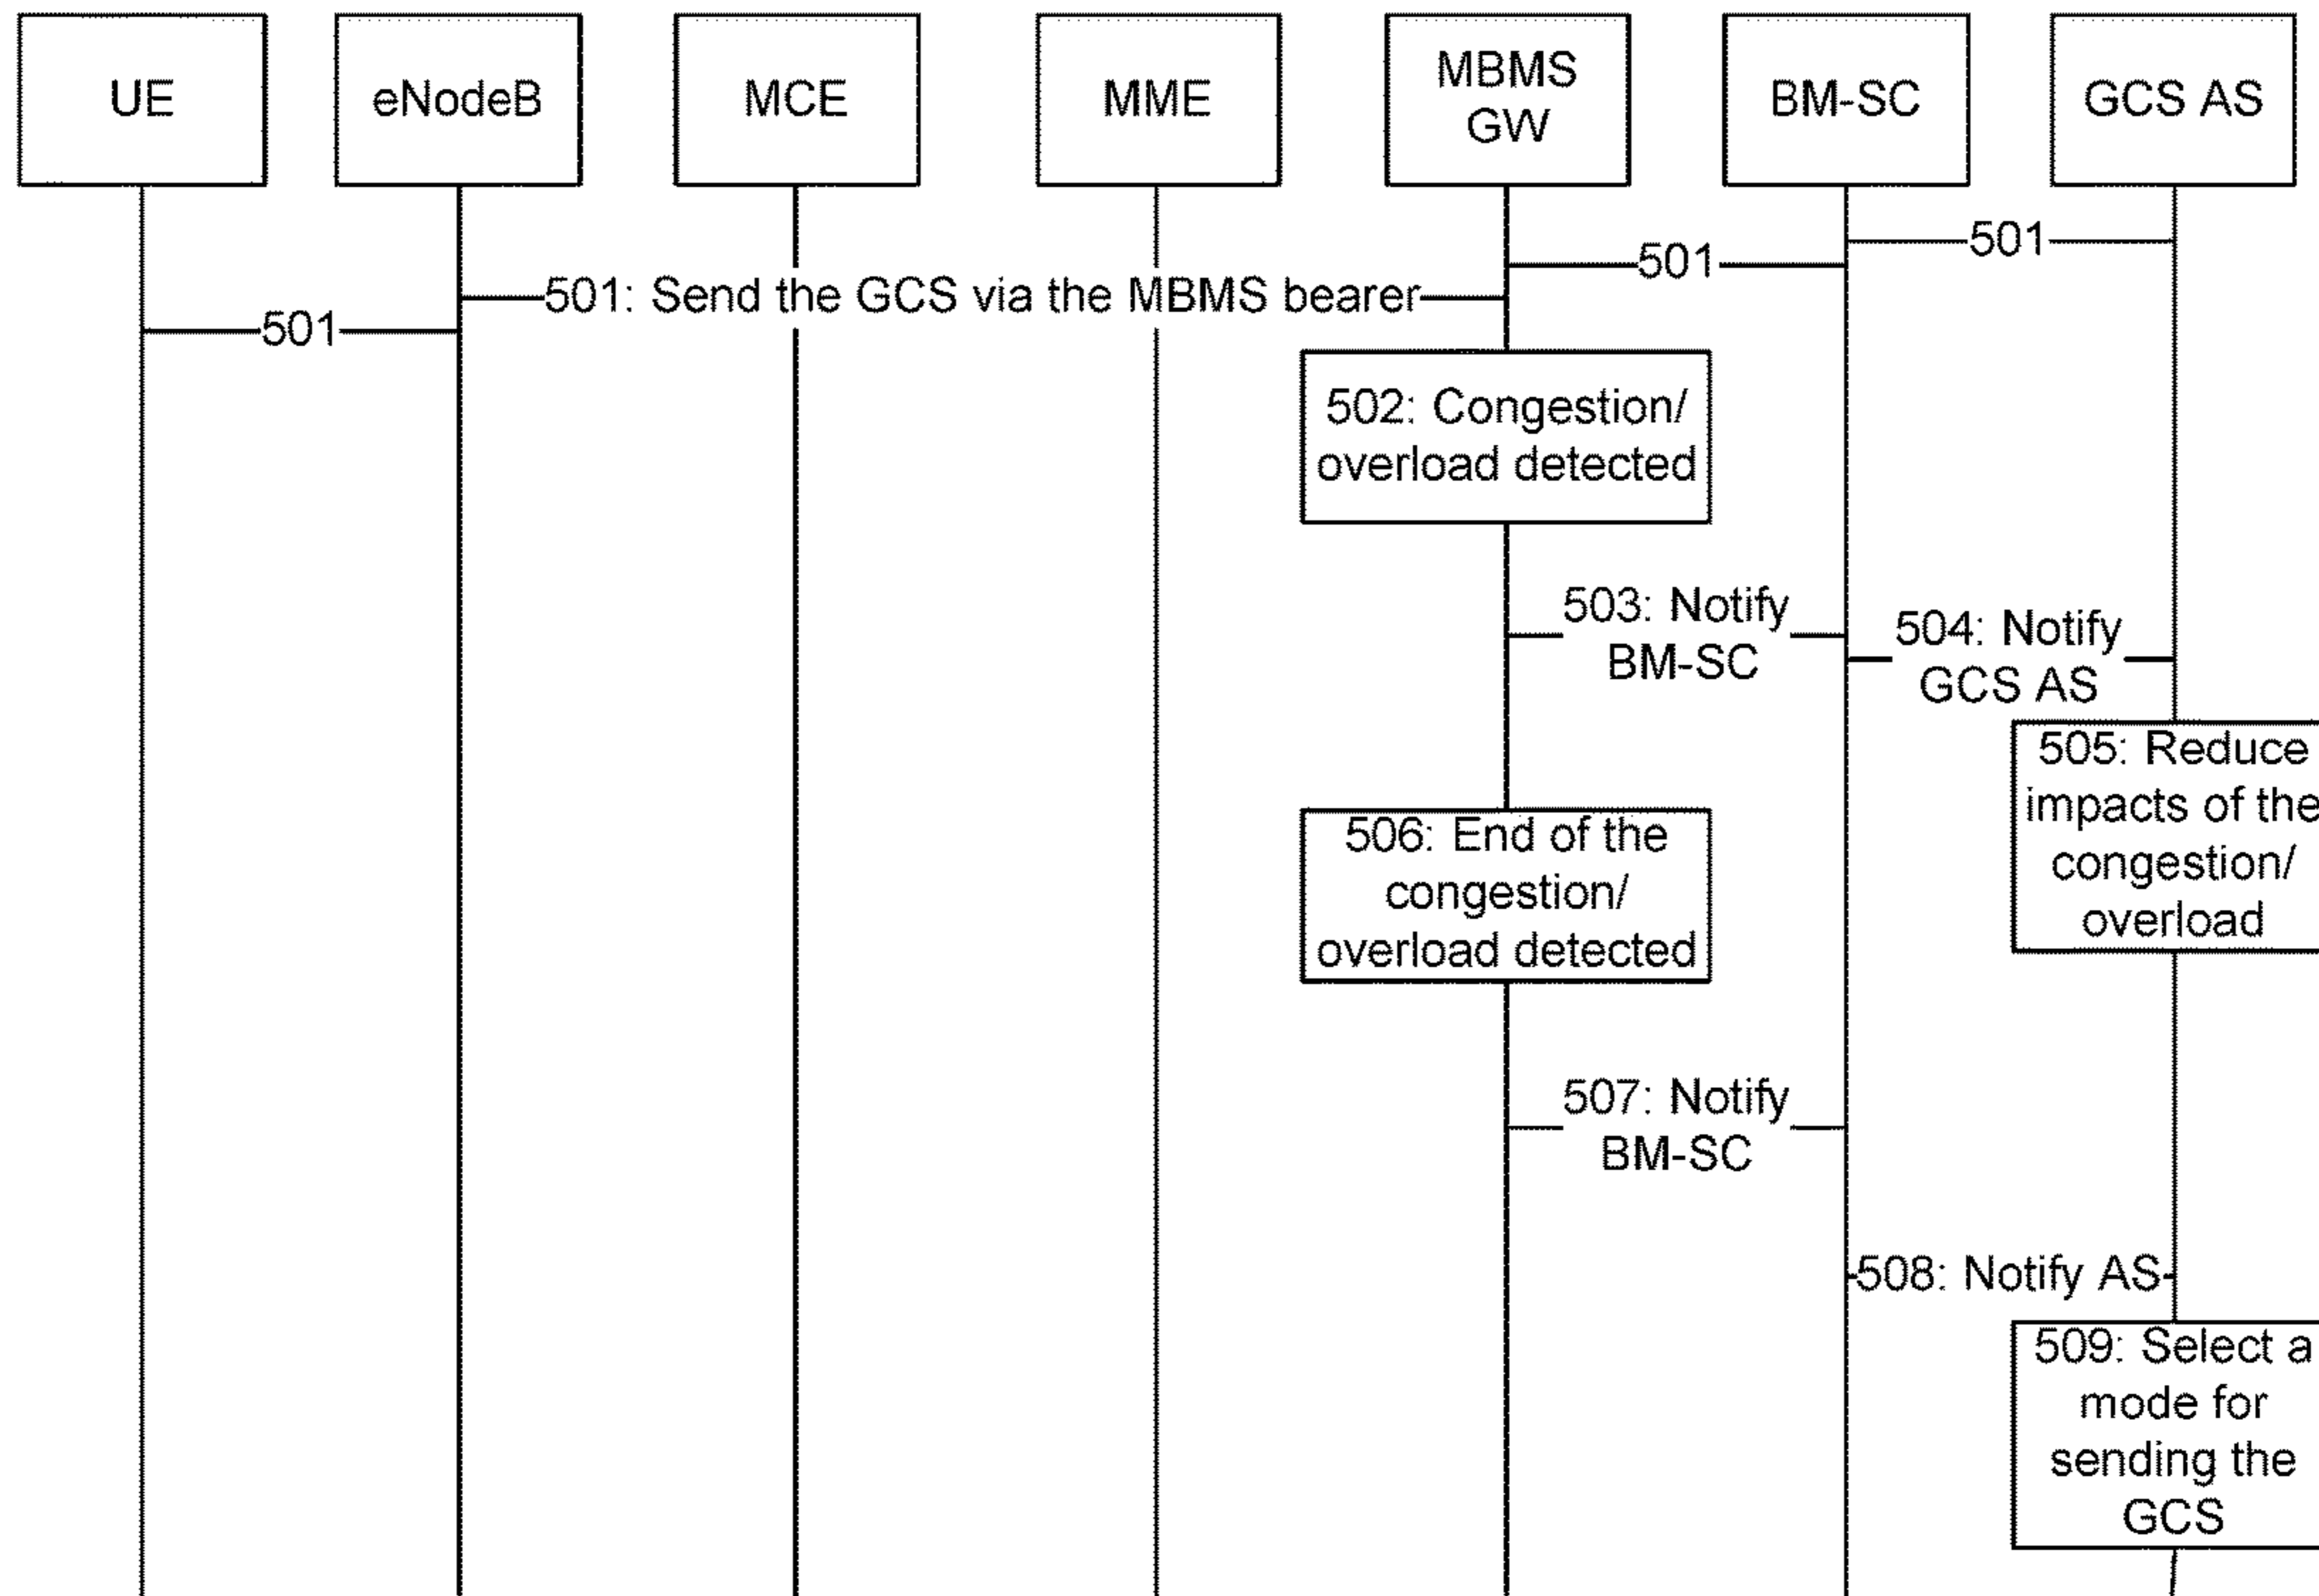 UE
eNodeB
MCE
MME
MBMS
GW
BM-SC
GCS AS
501
501
501: Send the GCS via the MBMS bearer
501
502: Congestion/
overload detected
503: Notify
BM-SC
504: Notify
GCS AS
505: Reduce
impacts of the
congestion/
overload
506: End of the
congestion/
overload detected
507: Notify
BM-SC
508: Notify AS
509: Select a
mode for
sending the
GCS